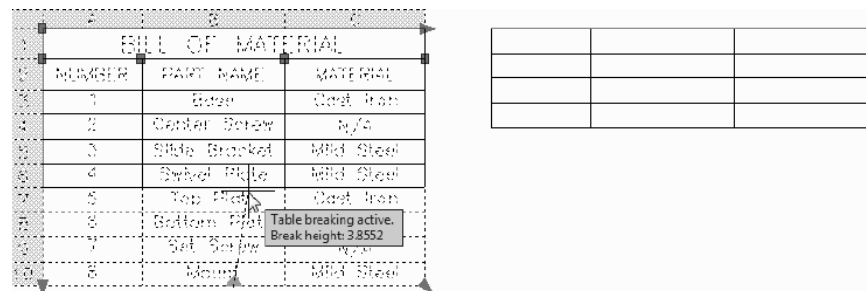 A B C
1 BILL OF MATERIAL
2 NUMBER PART NAME MATERIAL
3 1 Base Cast Iron
4 2 Center Screw N/A
5 3 Slide Bracket Mild Steel
6 4 Swivel Plate Mild Steel
7 5 Top Plate Cast Iron
8 6 Bottom Plat
9 7 Set Screw N/A
10 8 Mount Mild Steel
Table breaking active.
Break height: 3.8552